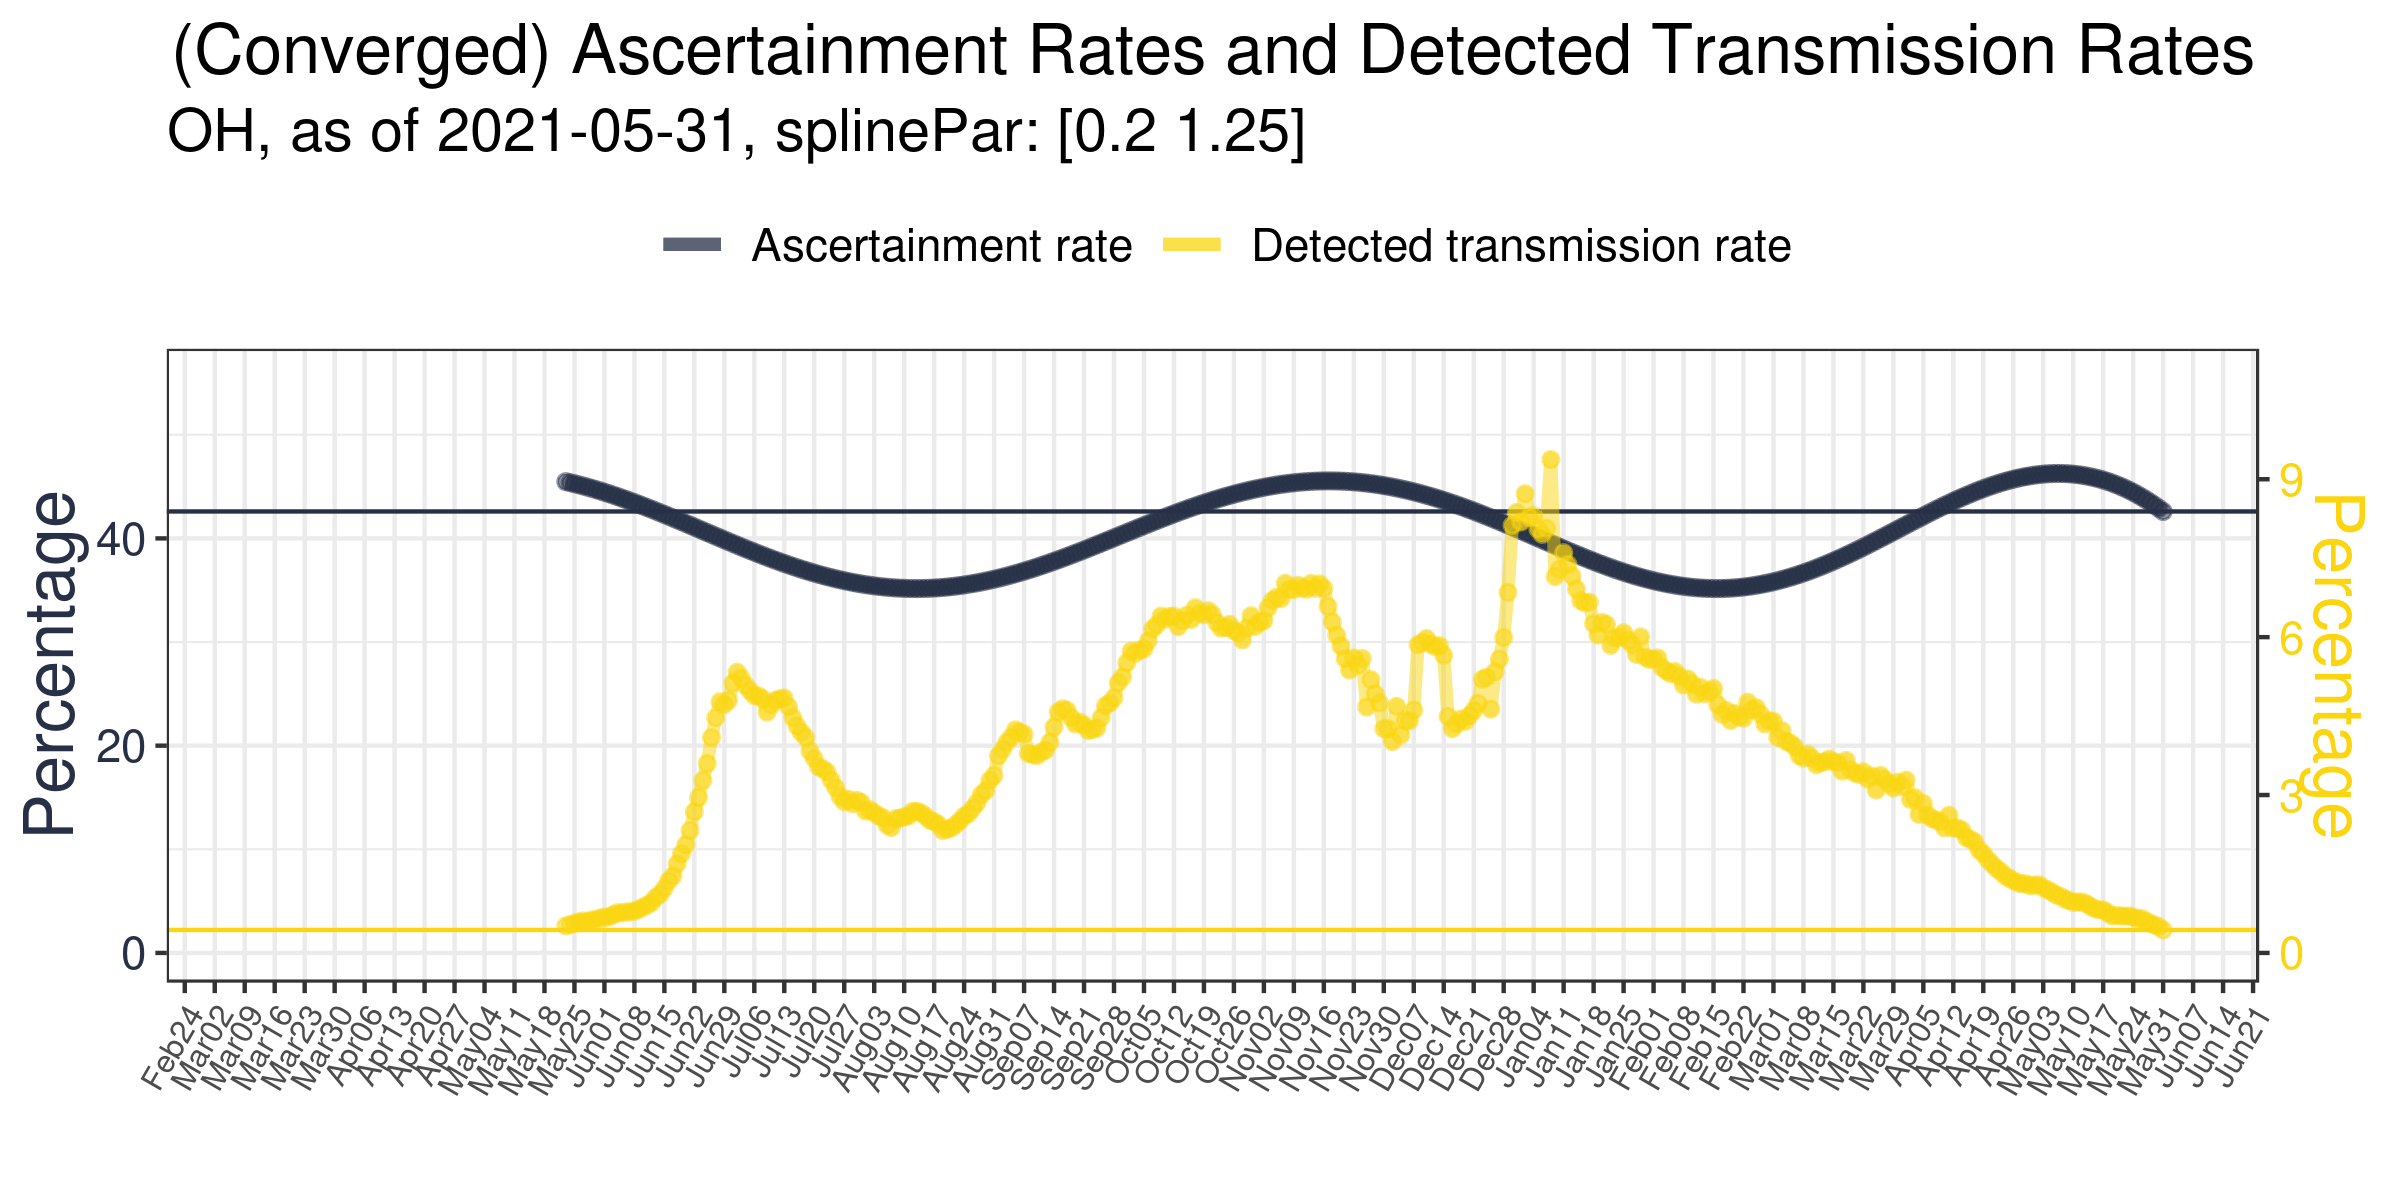 (Converged) Ascertainment Rates and Detected Transmission Rates
OH, as of 2021-05-31, splinePar: [0.2 1.25]
Ascertainment rate Detected transmission rate
Percentage
40
20
0
9
6
3
0
Percentage
Feb24
Mar02
Mar09
Mar16
Mar23
Mar30
Apr06
Apr13
Apr20
Apr27
May04
May11
May18
May25
Jun01
Jun08
Jun15
Jun22
Jun29
Jul06
Jul13
Jul20
Jul27
Aug03
Aug10
Aug17
Aug24
Aug31
Sep07
Sep14
Sep21
Sep28
Oct05
Oct12
Oct19
Oct26
Nov02
Nov09
Nov16
Nov23
Nov30
Dec07
Dec14
Dec21
Dec28
Jan04
Jan11
Jan18
Jan25
Feb01
Feb08
Feb15
Feb22
Mar01
Mar08
Mar15
Mar22
Mar29
Apr05
Apr12
Apr19
Apr26
May03
May10
May17
May24
May31
Jun07
Jun14
Jun21